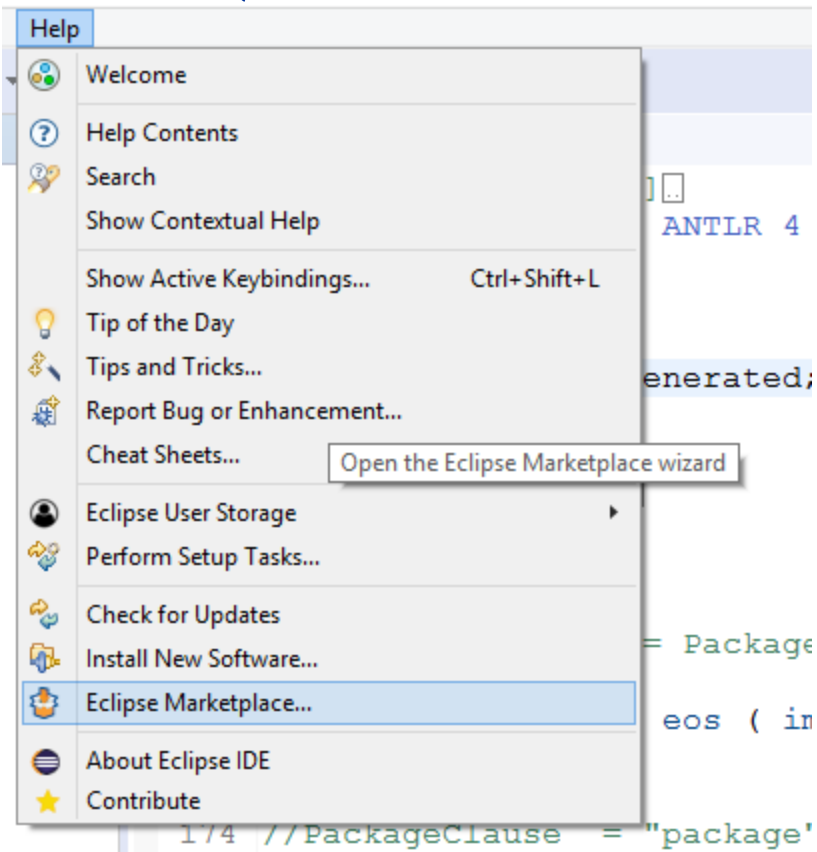 Help
Welcome
Help Contents
Search
]..
Show Contextual Help
ANTLR 4
Show Active Keybindings... Ctrl+Shift+L
Tip of the Day
Tips and Tricks...
enerated;
Report Bug or Enhancement...
Cheat Sheets...
Open the Eclipse Marketplace wizard
Eclipse User Storage
Perform Setup Tasks...
Check for Updates
Install New Software...
= Package
Eclipse Marketplace...
eos ( im
About Eclipse IDE
Contribute
174 //PackageClause = "package"